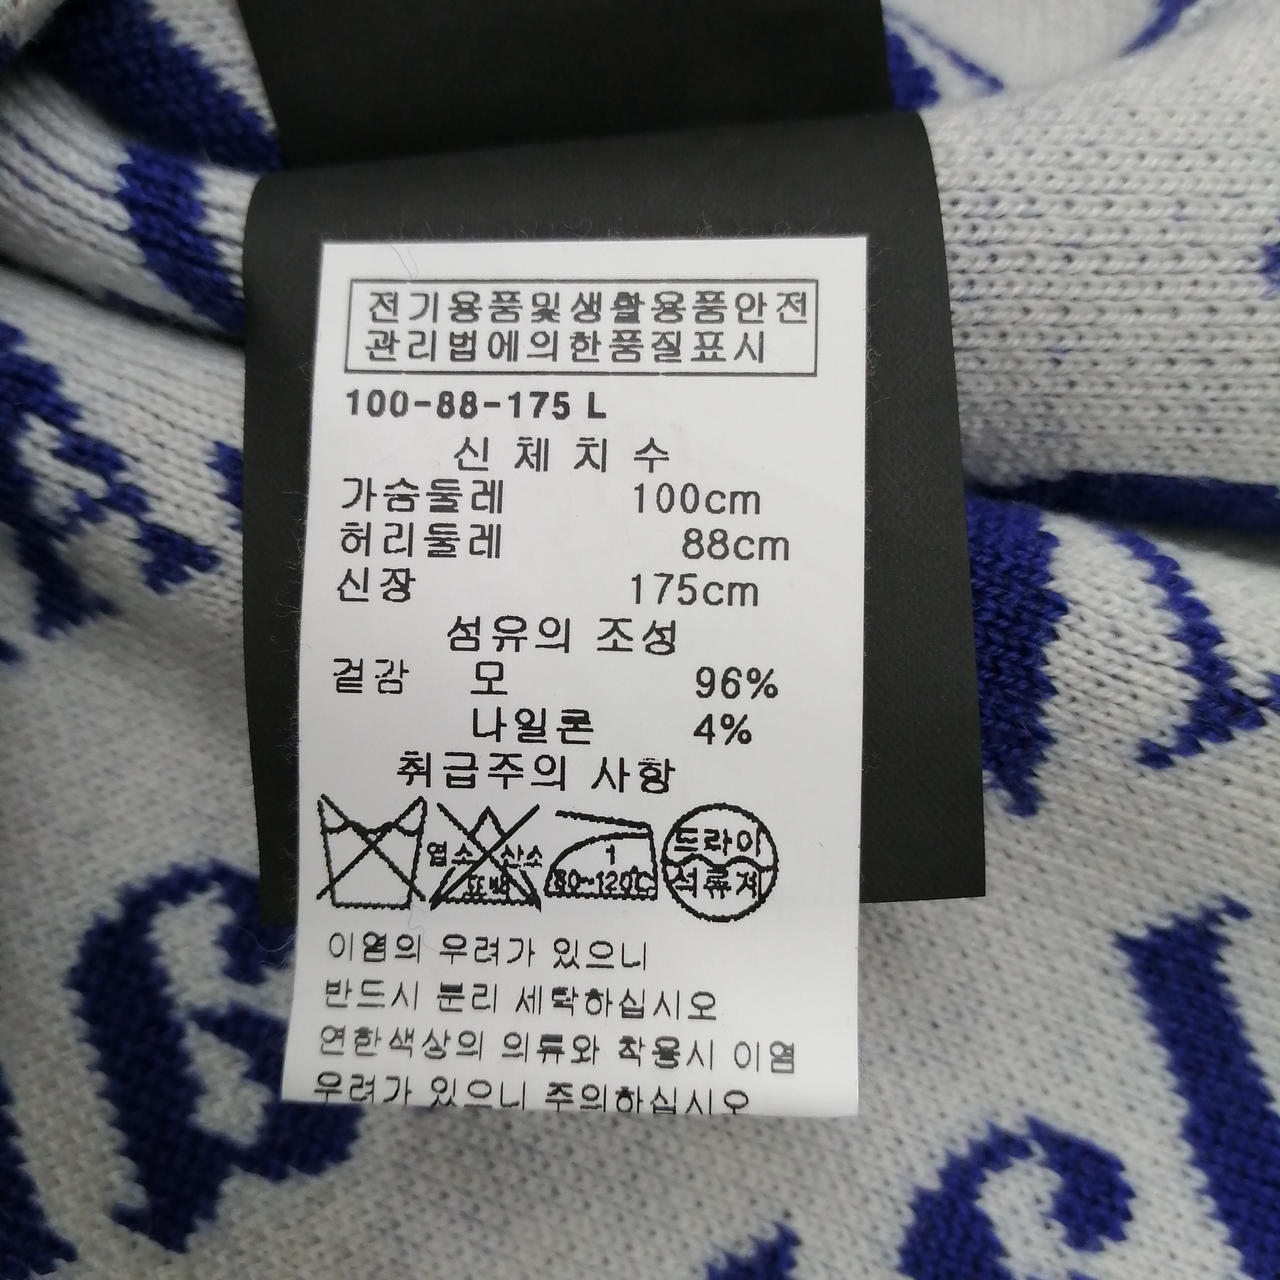 전기용품및생활용품안전
관리법에의한품질표시
100-88-175 L
신 체 치 수
가슴둘레 100cm
허리둘레 88cm
신장 175cm
섬유의 조성
겉감 모 96%
나일론 4%
취급주의 사항
염소 산소 표백
1
80~120℃
드라이
석유계
이염의 우려가 있으니
반드시 분리 세탁하십시오
연한색상의 의류와 착용시 이염
우려가 있으니 주의하십시오